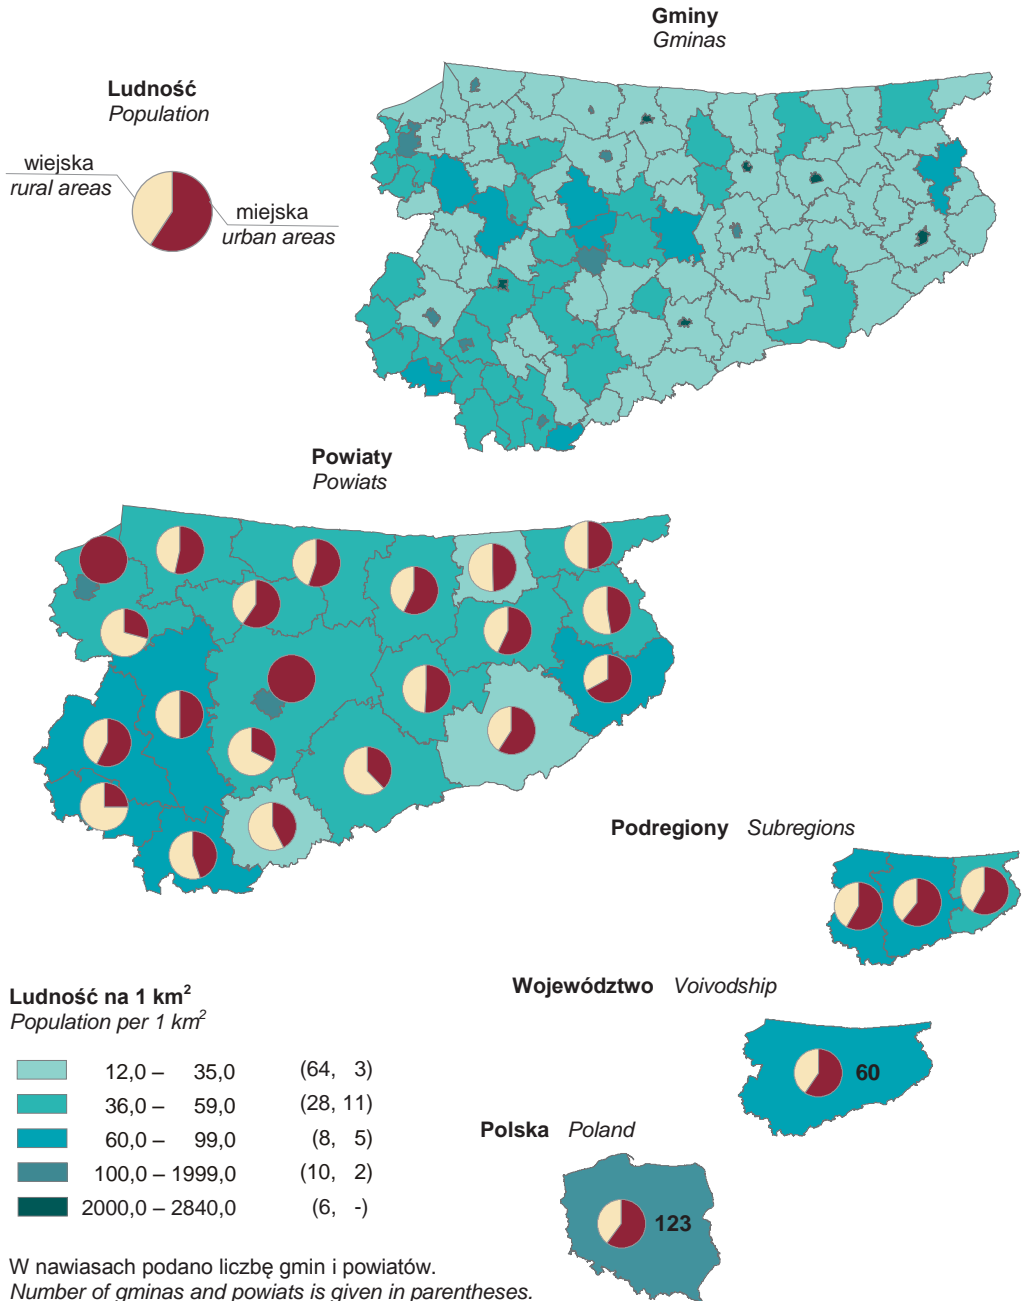 Gminy
Gminas
Ludność
Population
wiejska
rural areas
miejska
urban areas
Powiaty
Powiats
Podregiony Subregions
Województwo Voivodship
60
Polska Poland
123
Ludność na 1 km²
Population per 1 km²
12,0 – 35,0 (64, 3)
36,0 – 59,0 (28, 11)
60,0 – 99,0 (8, 5)
100,0 – 1999,0 (10, 2)
2000,0 – 2840,0 (6, -)
W nawiasach podano liczbę gmin i powiatów.
Number of gminas and powiats is given in parentheses.